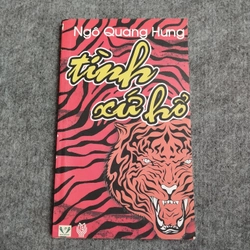 Ngô Quang Hưng
tình
xứ hổ